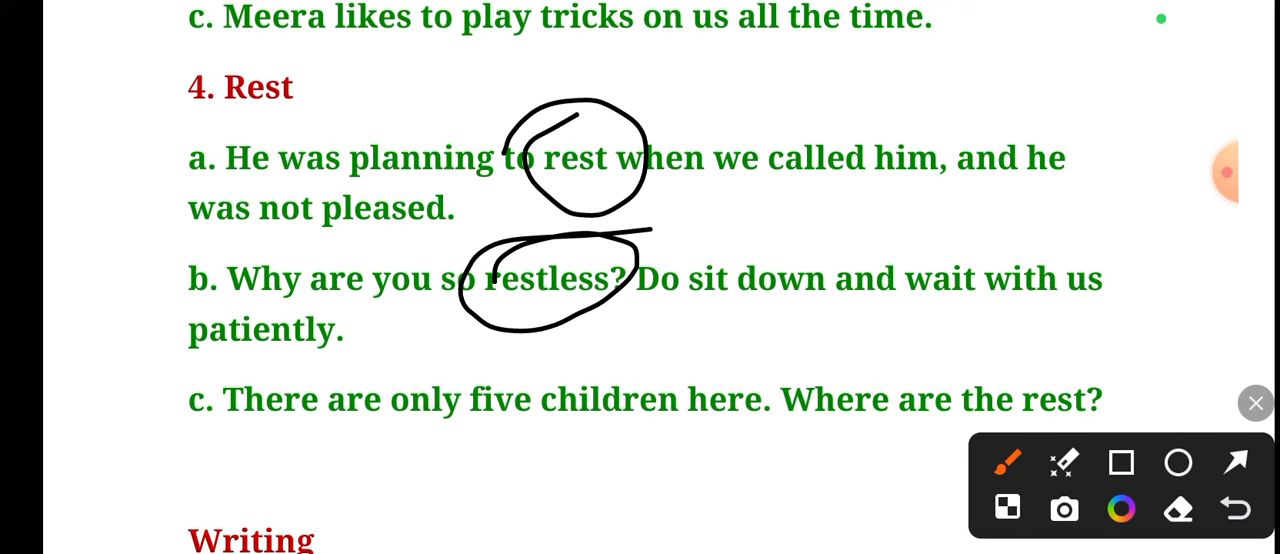 c. Meera likes to play tricks on us all the time.
4. Rest
a. He was planning to rest when we called him, and he
was not pleased.
b. Why are you so restless? Do sit down and wait with us
patiently.
c. There are only five children here. Where are the rest?
Writing